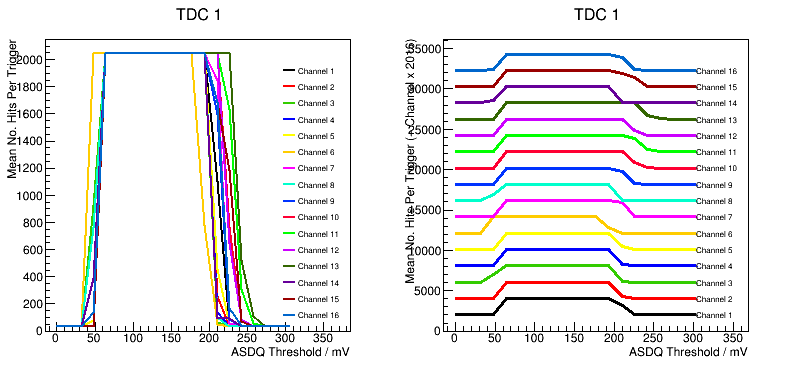 TDC 1
Mean No. Hits Per Trigger
2000
1800
1600
1400
1200
1000
800
600
400
200
0
0 50 100 150 200 250 300 350
ASDQ Threshold / mV
Channel 1
Channel 2
Channel 3
Channel 4
Channel 5
Channel 6
Channel 7
Channel 8
Channel 9
Channel 10
Channel 11
Channel 12
Channel 13
Channel 14
Channel 15
Channel 16
TDC 1
Mean No. Hits Per Trigger (+ Channel x 2016)
35000
30000
25000
20000
15000
10000
5000
0
0 50 100 150 200 250 300 350
ASDQ Threshold / mV
Channel 16
Channel 15
Channel 14
Channel 13
Channel 12
Channel 11
Channel 10
Channel 9
Channel 8
Channel 7
Channel 6
Channel 5
Channel 4
Channel 3
Channel 2
Channel 1